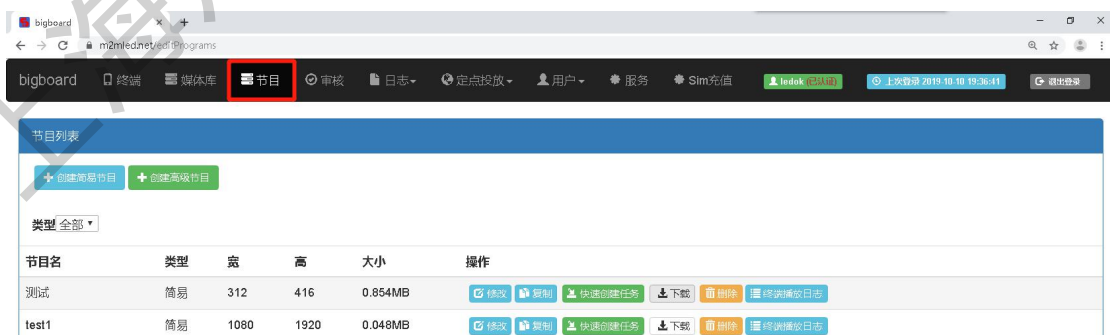 bigboard
m2mled.net/editPrograms
bigboard 终端 媒体库 节目 审核 日志 定点投放 用户 服务 Sim充值 ledok (已认证) 上次登录 2019-10-10 19:36:41 退出登录
节目列表
创建简易节目 创建高级节目
类型 全部
节目名 类型 宽 高 大小 操作
测试 简易 312 416 0.854MB 修改 复制 快速创建任务 下载 删除 终端播放日志
test1 简易 1080 1920 0.048MB 修改 复制 快速创建任务 下载 删除 终端播放日志